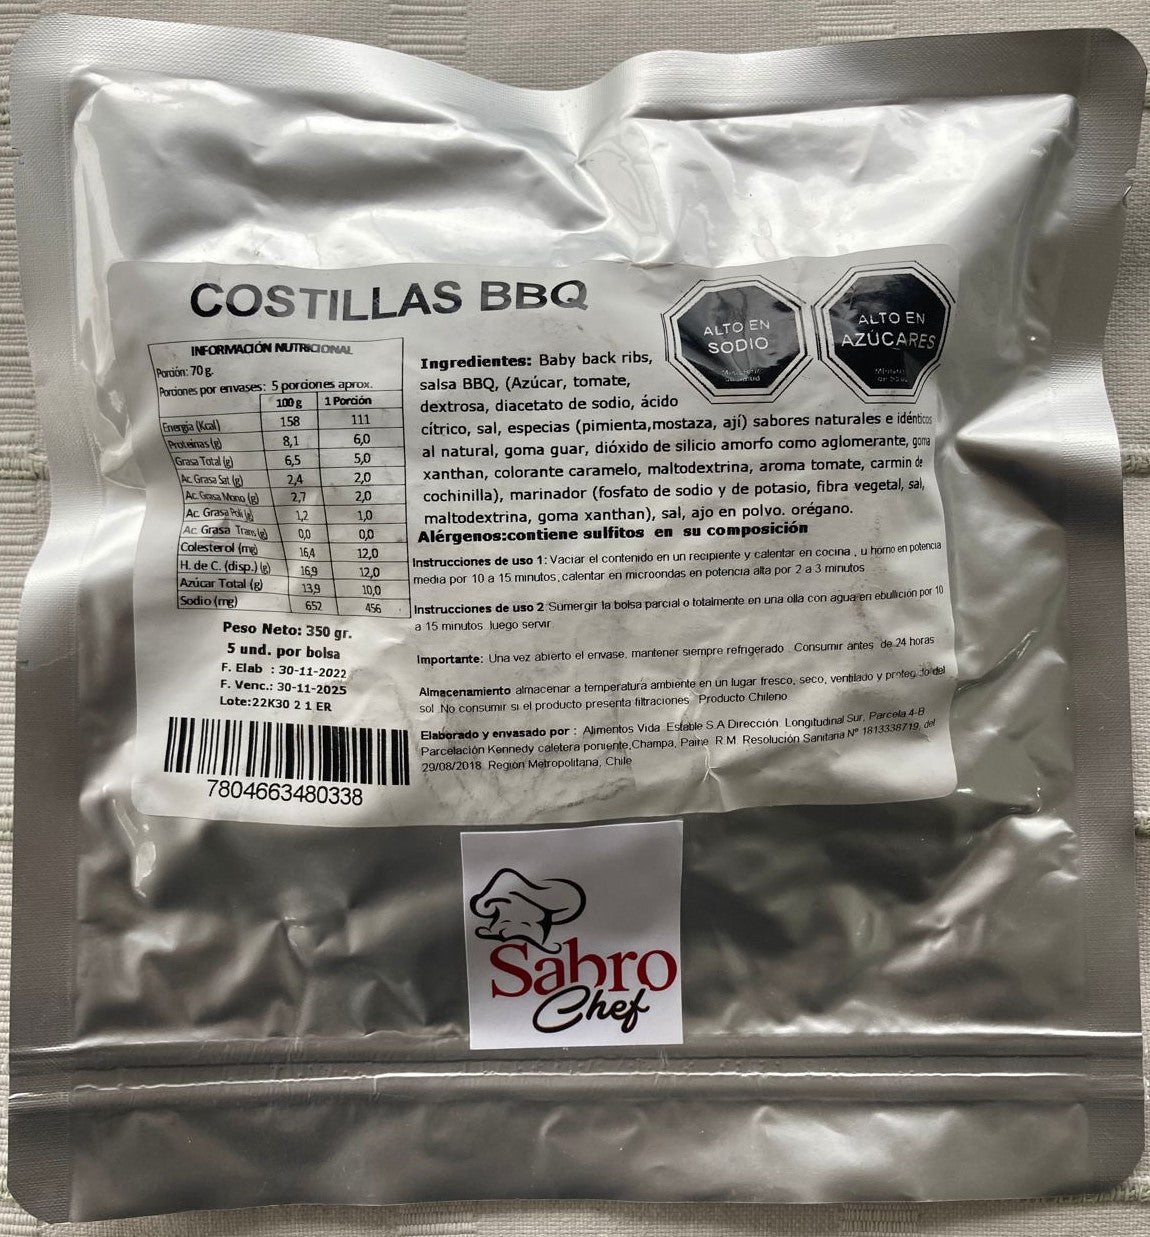 COSTILLAS BBQ
ALTO EN
SODIO
ALTO EN
AZÚCARES
INFORMACIÓN NUTRICIONAL
Porción: 70 g.
Porciones por envases: 5 porciones aprox.
100 g 1 Porción
Energía (Kcal) 158 111
Proteinas (g) 8,1 6,0
Grasa Total (g) 6,5 5,0
Ac. Grasa Sat (g) 2,4 2,0
Ac. Grasa Mono (g) 2,7 2,0
Ac. Grasa Poli (g) 1,2 1,0
Ac. Grasa Trans (g) 0,0 0,0
Colesterol (mg) 16,4 12,0
H. de C. (disp.) (g) 16,9 12,0
Azúcar Total (g) 13,9 10,0
Sodio (mg) 652 456
Peso Neto: 350 gr.
5 und. por bolsa
F. Elab : 30-11-2022
F. Venc.: 30-11-2025
Lote:22K30 2 1 ER
7804663480338
Ingredientes: Baby back ribs,
salsa BBQ, (Azúcar, tomate,
dextrosa, diacetato de sodio, ácido
cítrico, sal, especias (pimienta,mostaza, ají) sabores naturales e idénticos
al natural, goma guar, dióxido de silicio amorfo como aglomerante, goma
xanthan, colorante caramelo, maltodextrina, aroma tomate, carmin de
cochinilla), marinador (fosfato de sodio y de potasio, fibra vegetal, sal,
maltodextrina, goma xanthan), sal, ajo en polvo. orégano.
Alérgenos:contiene sulfitos en su composición
Instrucciones de uso 1: Vaciar el contenido en un recipiente y calentar en cocina , u horno en potencia
media por 10 a 15 minutos, calentar en microondas en potencia alta por 2 a 3 minutos
Instrucciones de uso 2 Sumergir la bolsa parcial o totalmente en una olla con agua en ebullición por 10
a 15 minutos. luego servir.
Importante: Una vez abierto el envase, mantener siempre refrigerado . Consumir antes de 24 horas
Almacenamiento almacenar a temperatura ambiente en un lugar fresco, seco, ventilado y protegido del
sol .No consumir si el producto presenta filtraciones Producto Chileno
Elaborado y envasado por : Alimentos Vida Estable S.A Dirección. Longitudinal Sur, Parcela 4-B
Parcelación Kennedy caletera poniente,Champa, Paine R.M. Resolución Sanitaria N° 1813338719, del
29/08/2018. Region Metropolitana, Chile
Sabro
Chef